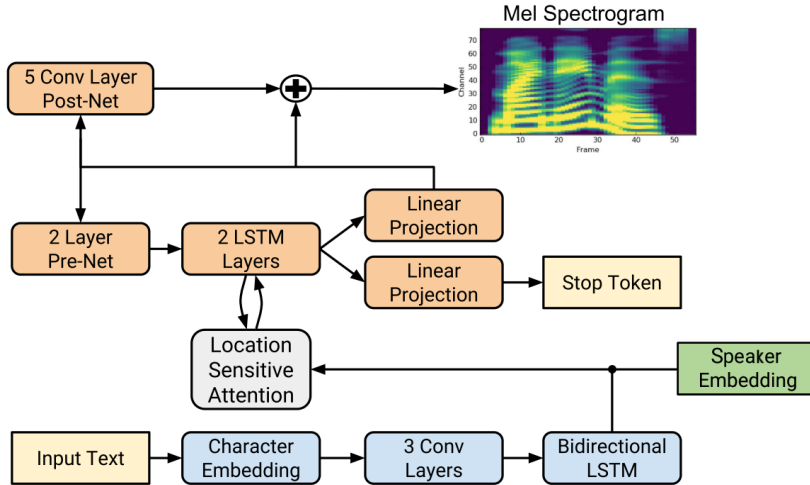 Mel Spectrogram
70
60
50
40
30
20
10
0
Channel
0
10
20
30
40
50
Frame
5 Conv Layer
Post-Net
2 Layer
Pre-Net
2 LSTM
Layers
Linear
Projection
Linear
Projection
Stop Token
Location
Sensitive
Attention
Speaker
Embedding
Input Text
Character
Embedding
3 Conv
Layers
Bidirectional
LSTM